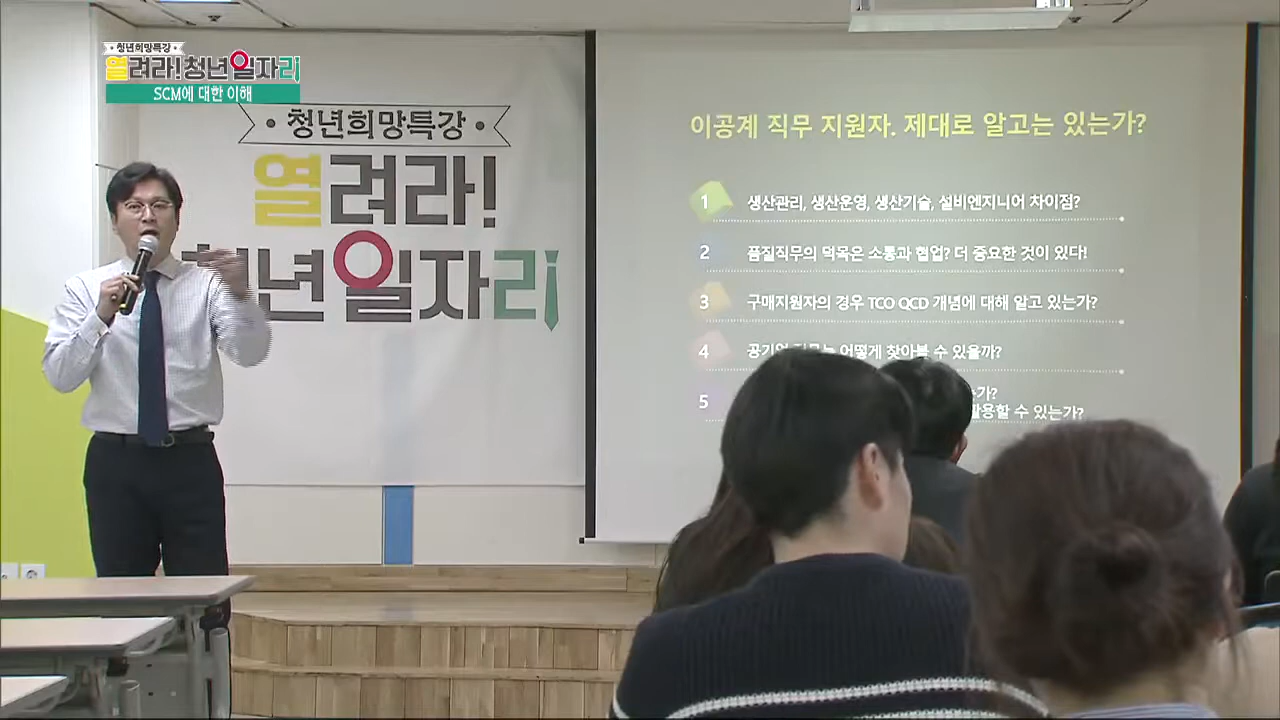 청년희망특강
열려라! 청년일자리
SCM에 대한 이해
청년희망특강
열려라!
청년일자리
이공계 직무 지원자. 제대로 알고는 있는가?
1 생산관리, 생산운영, 생산기술, 설비엔지니어 차이점?
2 품질직무의 덕목은 소통과 협업? 더 중요한 것이 있다!
3 구매지원자의 경우 TCO QCD 개념에 대해 알고 있는가?
4 공기업 어떻게 찾아볼 수 있을까?
5
활용할 수 있는가?